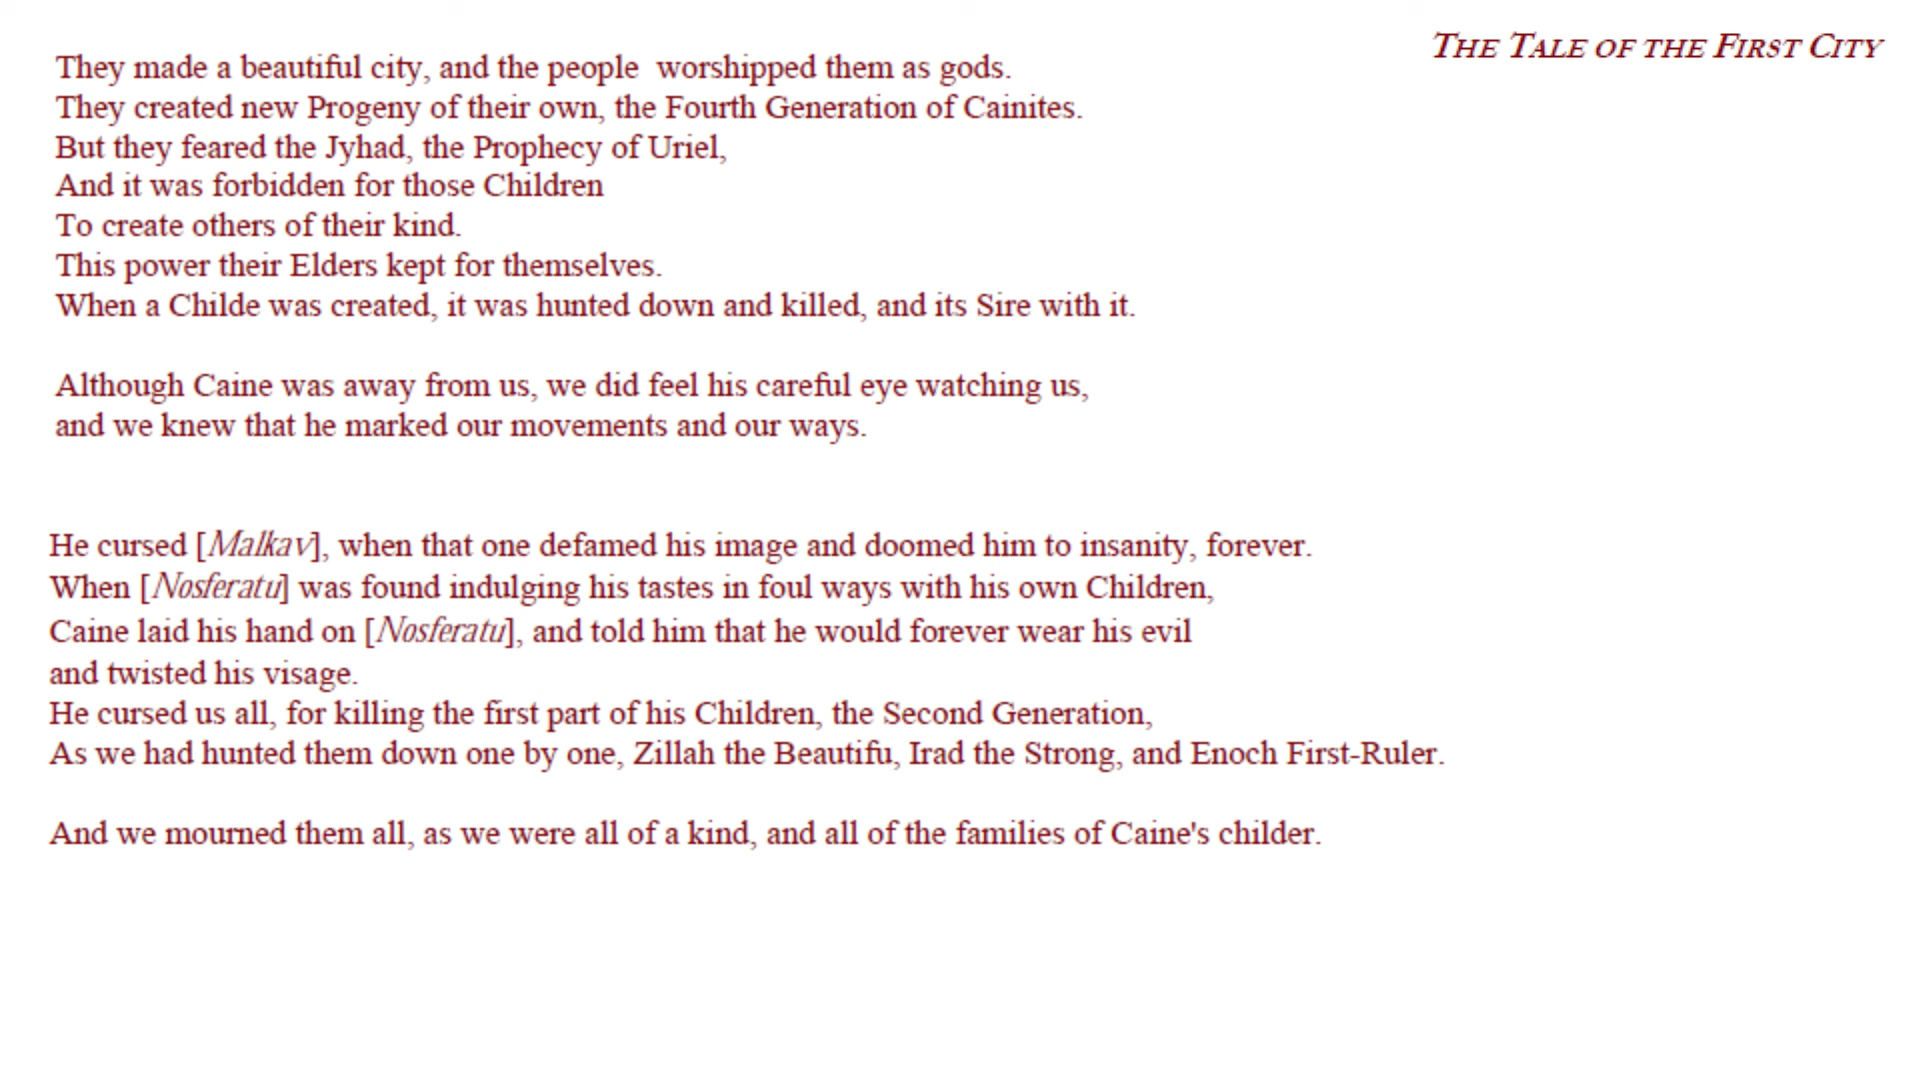 THE TALE OF THE FIRST CITY
They made a beautiful city, and the people  worshipped them as gods.
They created new Progeny of their own, the Fourth Generation of Cainites.
But they feared the Jyhad, the Prophecy of Uriel,
And it was forbidden for those Children
To create others of their kind.
This power their Elders kept for themselves.
When a Childe was created, it was hunted down and killed, and its Sire with it.
Although Caine was away from us, we did feel his careful eye watching us,
and we knew that he marked our movements and our ways.
He cursed [Malkav], when that one defamed his image and doomed him to insanity, forever.
When [Nosferatu] was found indulging his tastes in foul ways with his own Children,
Caine laid his hand on [Nosferatu], and told him that he would forever wear his evil
and twisted his visage.
He cursed us all, for killing the first part of his Children, the Second Generation,
As we had hunted them down one by one, Zillah the Beautifu, Irad the Strong, and Enoch First-Ruler.
And we mourned them all, as we were all of a kind, and all of the families of Caine's childer.